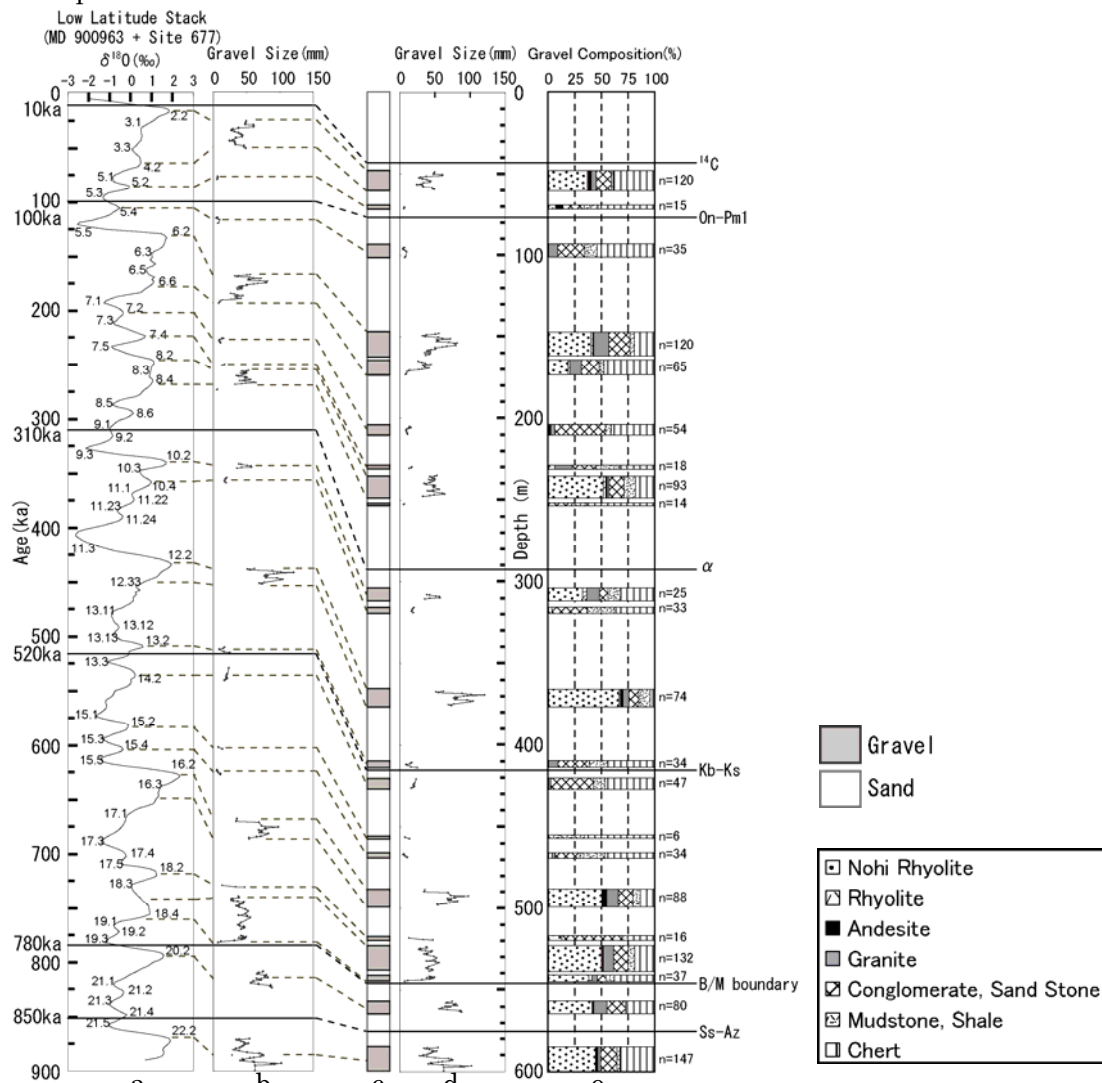 Low Latitude Stack
(MD 900963 + Site 677)
δ¹⁸O (‰)
-3 -2 -1 0 1 2 3
Gravel Size (mm)
0 50 100 150
Gravel Size (mm)
0 50 100 150
Gravel Composition(%)
0 25 50 75 100
Age(ka)
0
10ka
100
100ka
200
300
310ka
400
500
520ka
600
700
780ka
800
850ka
900
2.2
3.1
3.3
4.2
5.1
5.2
5.3
5.4
5.5
6.2
6.3
6.5
6.6
7.1
7.2
7.3
7.4
7.5
8.2
8.3
8.4
8.5
8.6
9.1
9.2
9.3
10.2
10.3
10.4
11.1
11.22
11.23
11.24
11.3
12.2
12.33
13.11
13.12
13.13
13.2
13.3
14.2
15.1
15.2
15.3
15.4
15.5
16.2
16.3
17.1
17.3
17.4
17.5
18.2
18.3
18.4
19.1
19.2
19.3
20.2
21.1
21.2
21.3
21.4
21.5
22.2
Depth (m)
0
100
200
300
400
500
600
¹⁴C
n=120
n=15
On-Pm1
n=35
n=120
n=65
n=54
n=18
n=93
n=14
α
n=25
n=33
n=74
n=34
Kb-Ks
n=47
n=6
n=34
n=88
n=16
n=132
n=37
B/M boundary
n=80
Ss-Az
n=147
Gravel
Sand
Nohi Rhyolite
Rhyolite
Andesite
Granite
Conglomerate, Sand Stone
Mudstone, Shale
Chert